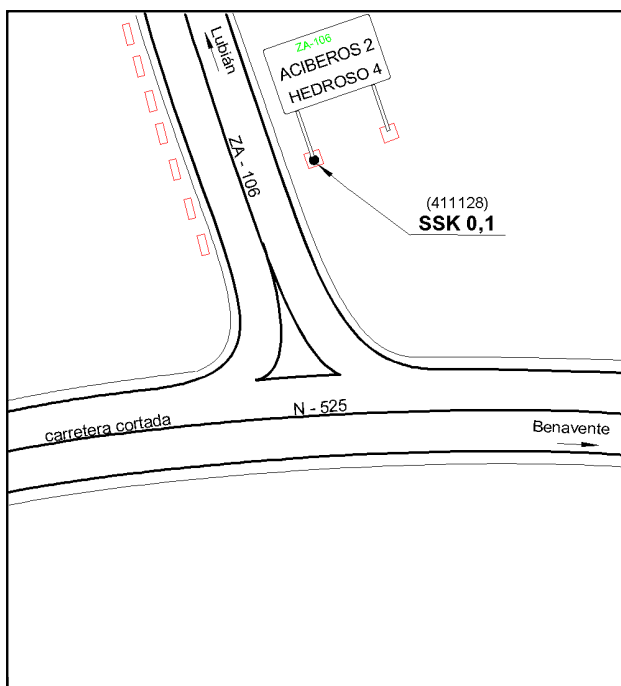 Lubián
ZA-106
ACIBEROS 2
HEDROSO 4
ZA - 106
(411128)
SSK 0,1
N - 525
carretera cortada
Benavente